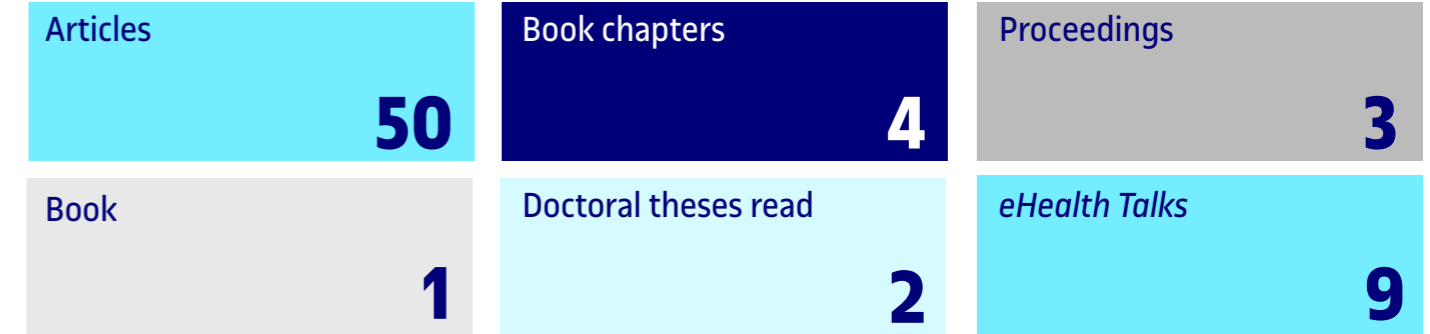 Articles
50
Book chapters
4
Proceedings
3
Book
1
Doctoral theses read
2
eHealth Talks
9